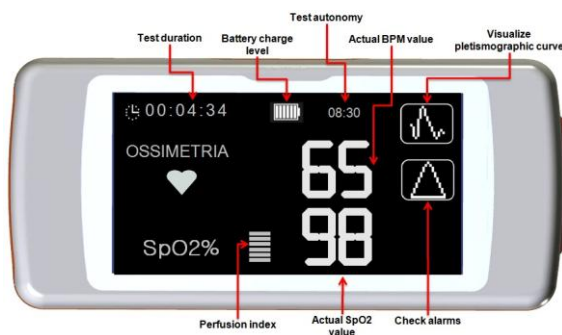 Test duration
Battery charge
level
Test autonomy
Actual BPM value
Visualize
pletismographic curve
00:04:34
08:30
OSSIMETRIA
65
SpO2%
98
Perfusion index
Actual SpO2
value
Check alarms